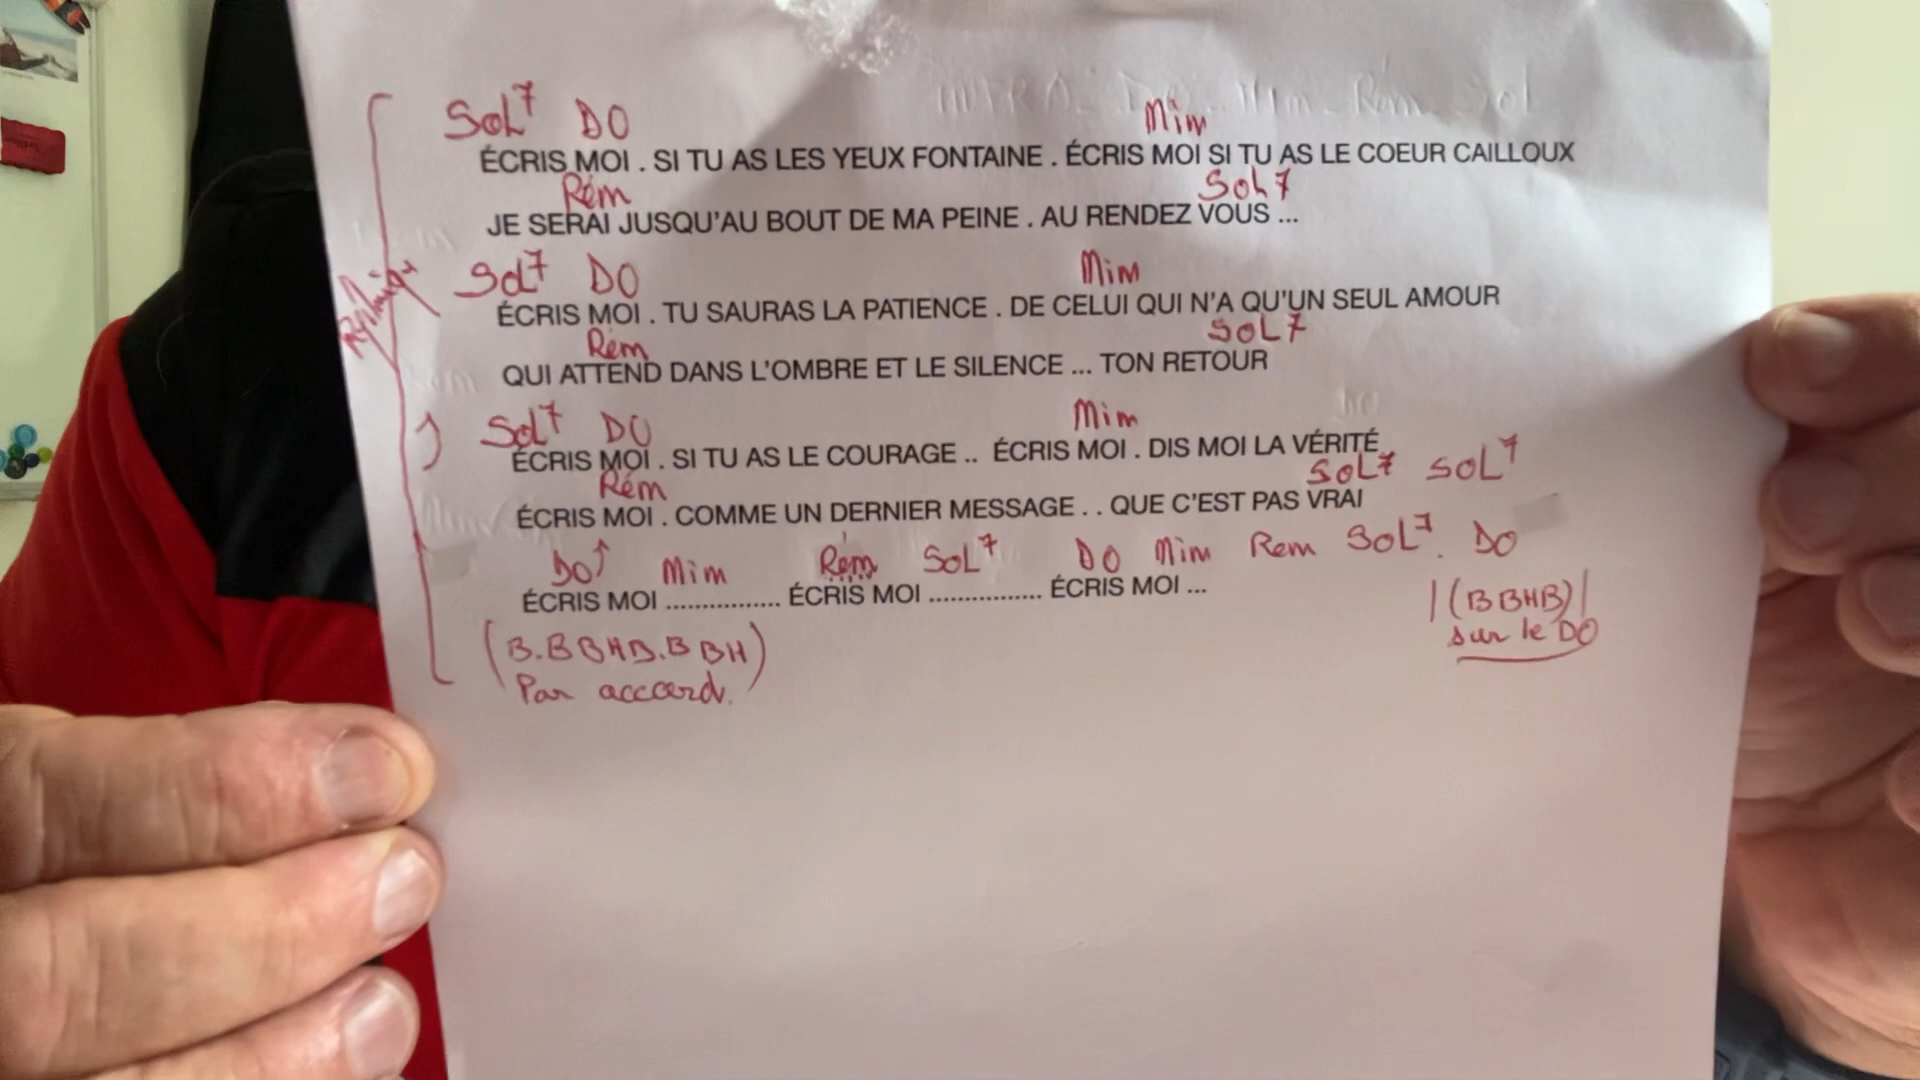 Sol7 DO Mim
ÉCRIS MOI . SI TU AS LES YEUX FONTAINE . ÉCRIS MOI SI TU AS LE COEUR CAILLOUX
Rém Sol7
JE SERAI JUSQU'AU BOUT DE MA PEINE . AU RENDEZ VOUS ...
Sol7 DO Mim
ÉCRIS MOI . TU SAURAS LA PATIENCE . DE CELUI QUI N'A QU'UN SEUL AMOUR
Rém SOL7
QUI ATTEND DANS L'OMBRE ET LE SILENCE ... TON RETOUR
Sol7 DO Mim
ÉCRIS MOI . SI TU AS LE COURAGE .. ÉCRIS MOI . DIS MOI LA VÉRITÉ
Rém SOL7 SOL7
ÉCRIS MOI . COMME UN DERNIER MESSAGE . . QUE C'EST PAS VRAI
DO↑ Mim Rém SOL7 DO Mim Rem SOL7. DO
ÉCRIS MOI ................ ÉCRIS MOI ................ ÉCRIS MOI ...
(B.BBHB.BBH)
Par accord.
|(BBHB)|
sur le DO